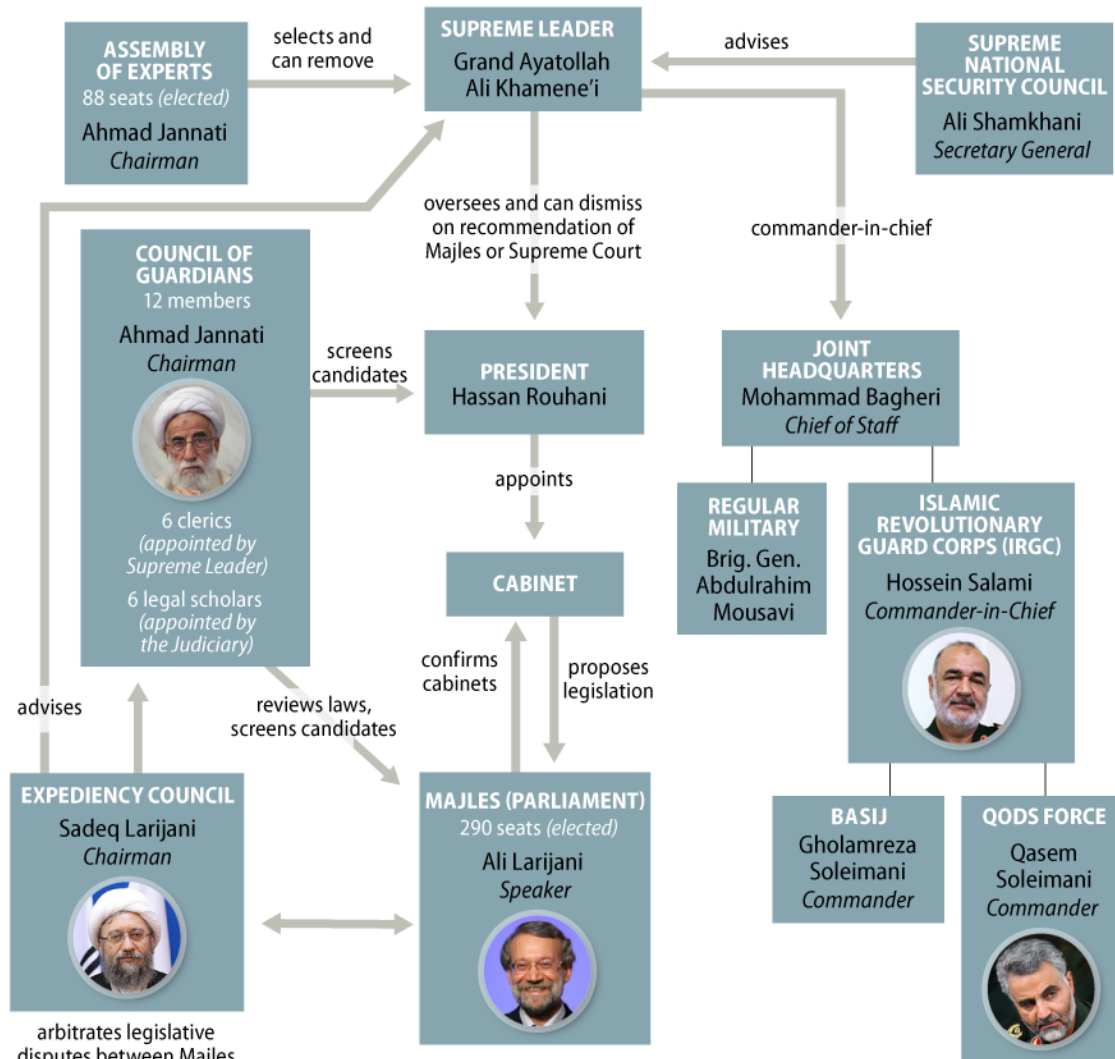 ASSEMBLY
OF EXPERTS
88 seats (elected)
Ahmad Jannati
Chairman
selects and
can remove
SUPREME LEADER
Grand Ayatollah
Ali Khamene'i
advises
SUPREME
NATIONAL
SECURITY COUNCIL
Ali Shamkhani
Secretary General
oversees and can dismiss
on recommendation of
Majles or Supreme Court
commander-in-chief
COUNCIL OF
GUARDIANS
12 members
Ahmad Jannati
Chairman
6 clerics
(appointed by
Supreme Leader)
6 legal scholars
(appointed by
the Judiciary)
screens
candidates
PRESIDENT
Hassan Rouhani
JOINT
HEADQUARTERS
Mohammad Bagheri
Chief of Staff
appoints
REGULAR
MILITARY
Brig. Gen.
Abdulrahim
Mousavi
ISLAMIC
REVOLUTIONARY
GUARD CORPS (IRGC)
Hossein Salami
Commander-in-Chief
CABINET
confirms
cabinets
proposes
legislation
advises
reviews laws,
screens candidates
EXPEDIENCY COUNCIL
Sadeq Larijani
Chairman
MAJLES (PARLIAMENT)
290 seats (elected)
Ali Larijani
Speaker
BASIJ
Gholamreza
Soleimani
Commander
QODS FORCE
Qasem
Soleimani
Commander
arbitrates legislative
disputes between Majles